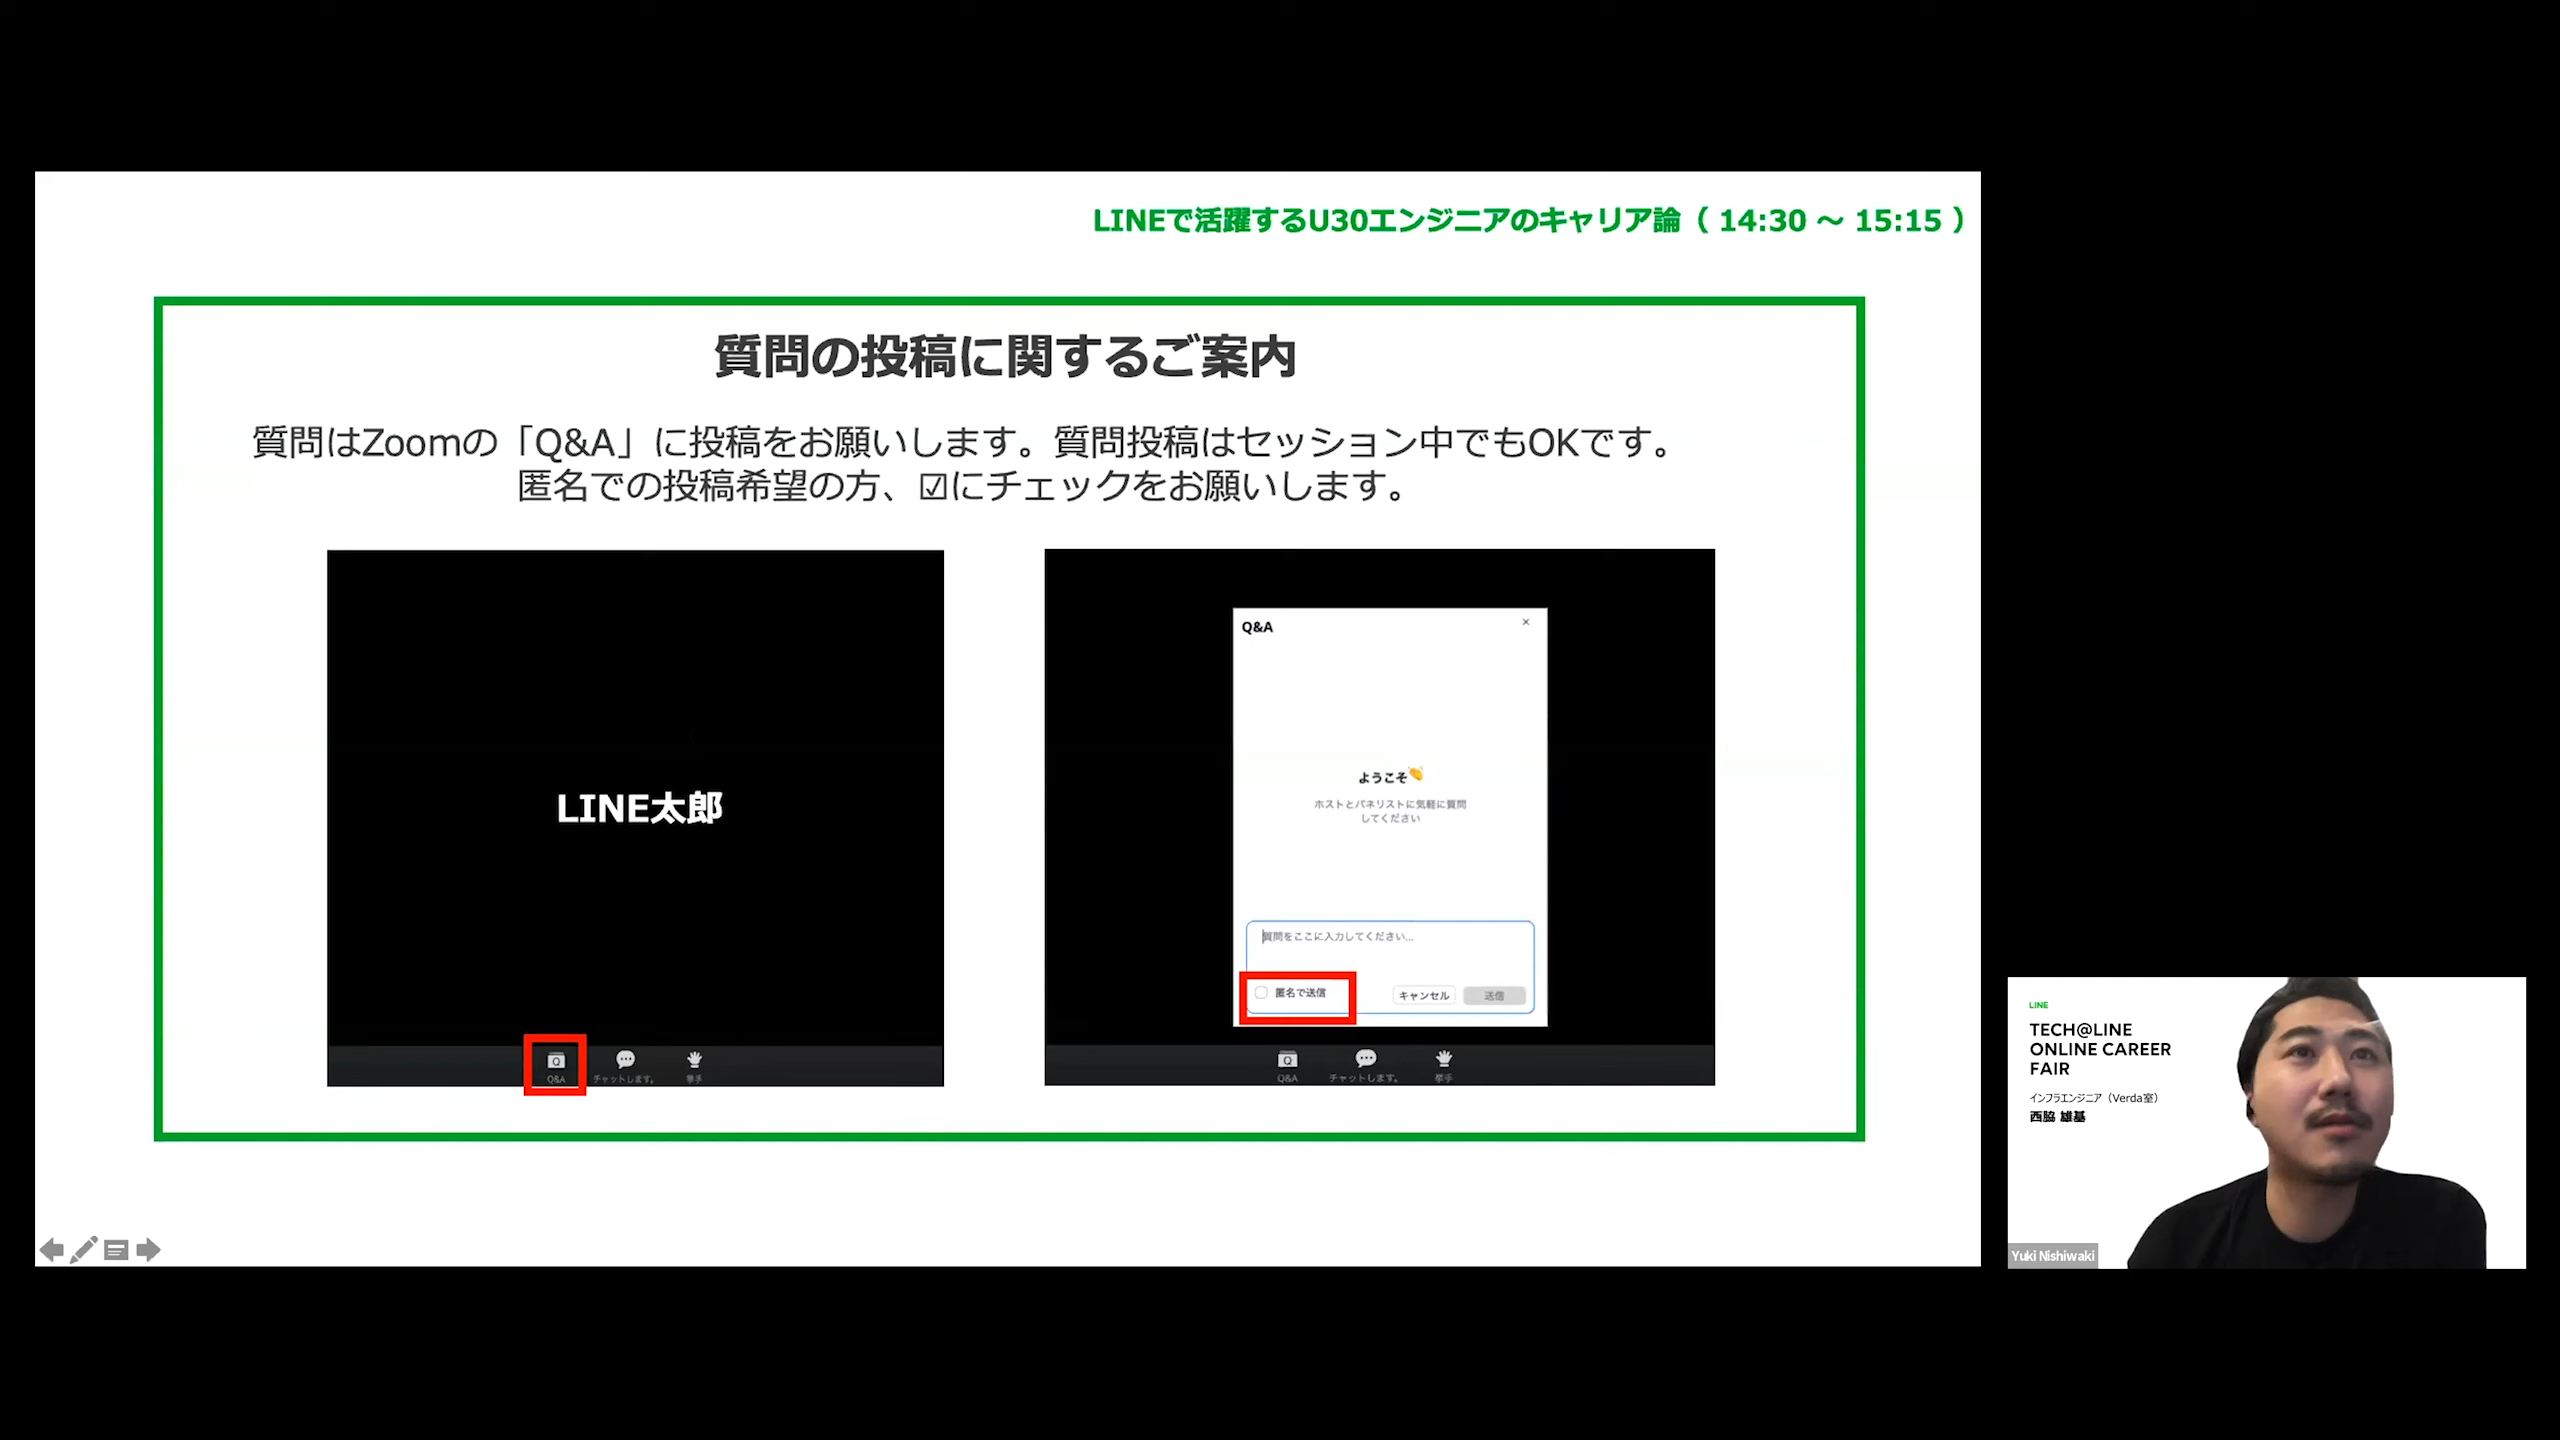 LINEで活躍するU30エンジニアのキャリア論（ 14:30 ～ 15:15 ）
質問の投稿に関するご案内
質問はZoomの「Q&A」に投稿をお願いします。質問投稿はセッション中でもOKです。
匿名での投稿希望の方、☑にチェックをお願いします。
LINE太郎
Q&A
チャットします。
挙手
Q&A
×
ようこそ
ホストとパネリストに気軽に質問
してください
質問をここに入力してください...
匿名で送信
キャンセル
送信
Q&A
チャットします。
挙手
LINE
TECH@LINE
ONLINE CAREER
FAIR
インフラエンジニア（Verda室）
西脇 雄基
Yuki Nishiwaki